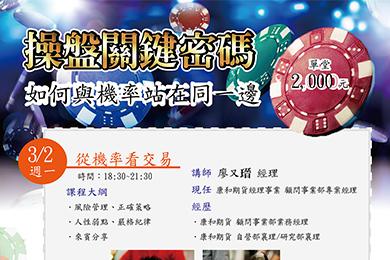 操盤關鍵密碼
如何與機率站在同一邊
單堂
2,000元
3/2
週一
從機率看交易
時間：18:30~21:30
課程大綱
・風險管理、正確策略
・人性弱點、嚴格紀律
・來賓分享
講師 廖又瑨 經理
現任 康和期貨經理事業 顧問事業部專業經理
經歷
・康和期貨 顧問事業部業務經理
・康和期貨 自營部襄理/研究部襄理